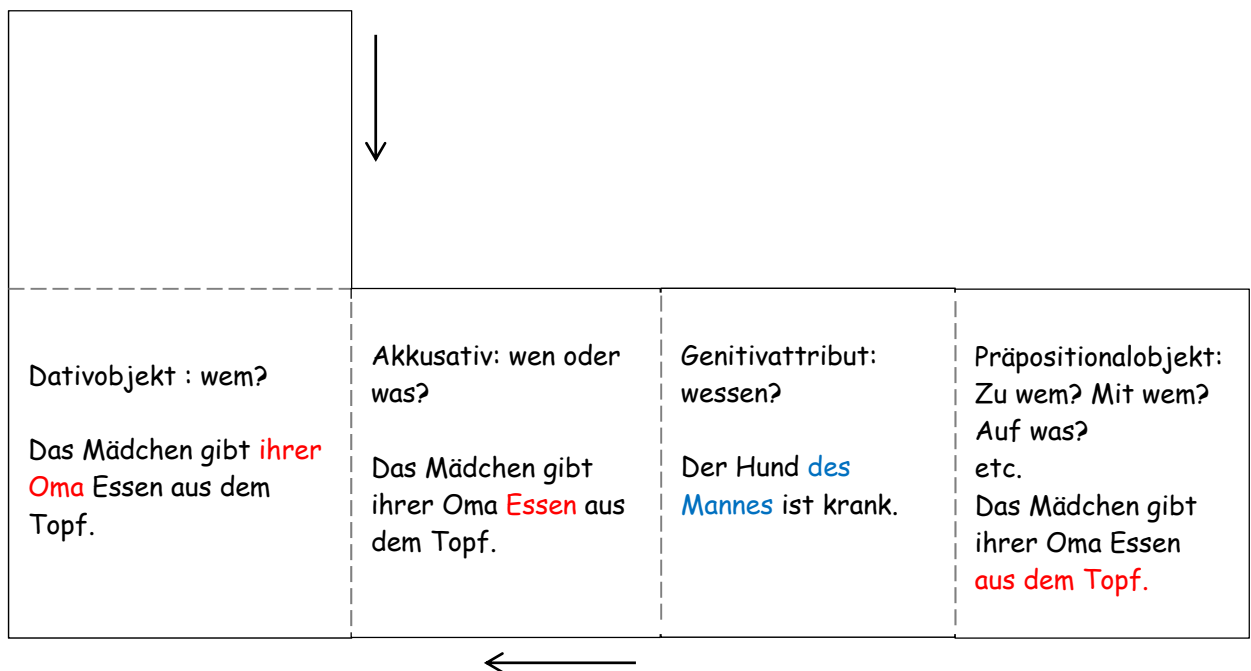 Dativobjekt : wem?
Das Mädchen gibt ihrer
Oma Essen aus dem
Topf.
Akkusativ: wen oder
was?
Das Mädchen gibt
ihrer Oma Essen aus
dem Topf.
Genitivattribut:
wessen?
Der Hund des
Mannes ist krank.
Präpositionalobjekt:
Zu wem? Mit wem?
Auf was?
etc.
Das Mädchen gibt
ihrer Oma Essen
aus dem Topf.